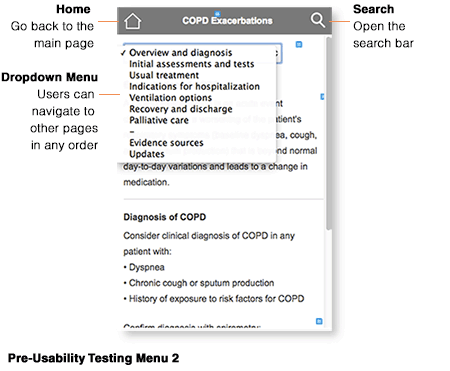 Home
Go back to the
main page
COPD Exacerbations
Search
Open the
search bar
Dropdown Menu
Users can
navigate to
other pages
in any order
✓ Overview and diagnosis
Initial assessments and tests
Usual treatment
Indications for hospitalization
Ventilation options
Recovery and discharge
Palliative care
–
Evidence sources
Updates
event
of the patient's
cough,
beyond normal
day-to-day variations and leads to a change in
medication.
Diagnosis of COPD
Consider clinical diagnosis of COPD in any
patient with:
• Dyspnea
• Chronic cough or sputum production
• History of exposure to risk factors for COPD
Confirm diagnosis with spirometry:
Pre-Usability Testing Menu 2